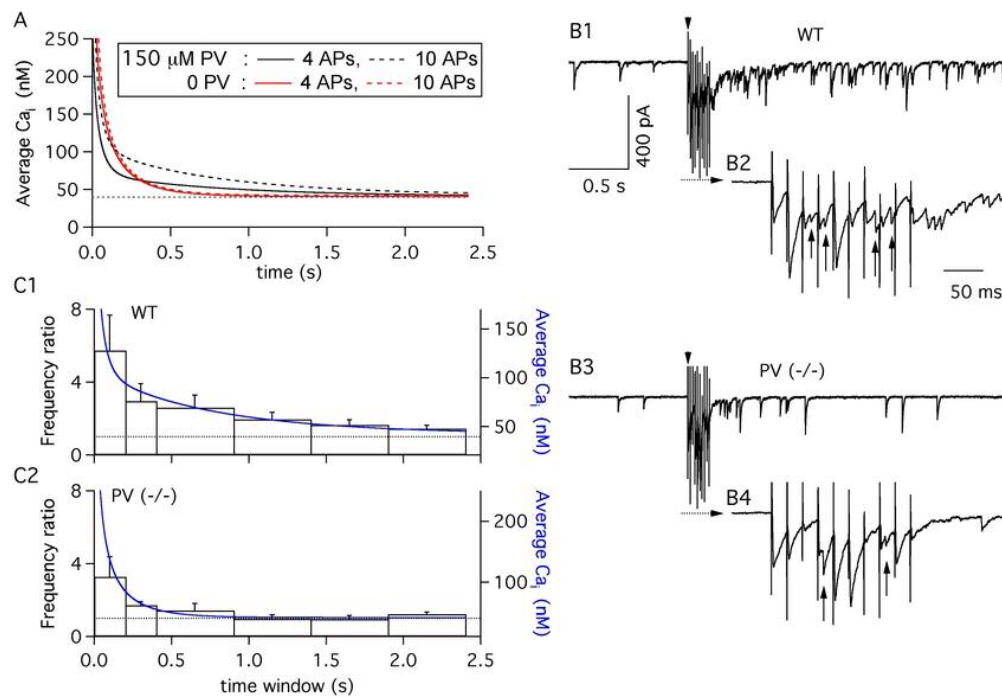 A
250
200
150
100
50
0
Average Ca i (nM)
150 μM PV : 4 APs, 10 APs
0 PV : 4 APs, 10 APs
0.0 0.5 1.0 1.5 2.0 2.5
time (s)
B1
WT
400 pA
0.5 s
B2
50 ms
C1
WT
8
4
0
Frequency ratio
150
100
50
Average Ca i (nM)
C2
PV (-/-)
8
4
0
Frequency ratio
200
100
Average Ca i (nM)
0.0 0.5 1.0 1.5 2.0 2.5
time window (s)
B3
PV (-/-)
B4